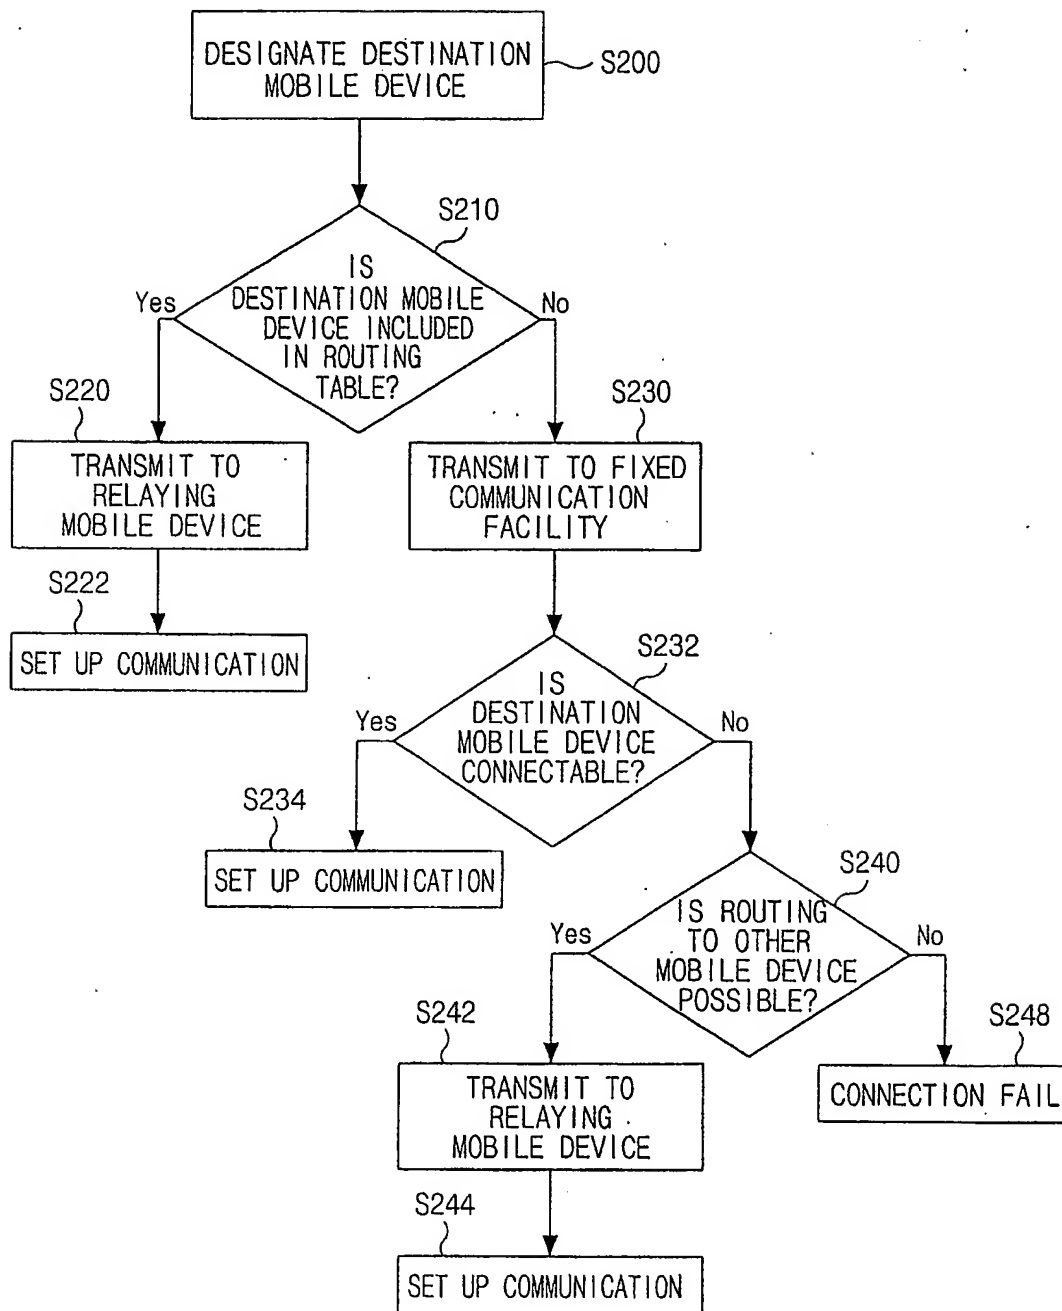 DESIGNATE DESTINATION
MOBILE DEVICE
S200
S210
IS
DESTINATION MOBILE
DEVICE INCLUDED
IN ROUTING
TABLE?
Yes
No
S220
TRANSMIT TO
RELAYING
MOBILE DEVICE
S230
TRANSMIT TO FIXED
COMMUNICATION
FACILITY
S222
SET UP COMMUNICATION
S232
IS
DESTINATION
MOBILE DEVICE
CONNECTABLE?
Yes
No
S234
SET UP COMMUNICATION
S240
IS ROUTING
TO OTHER
MOBILE DEVICE
POSSIBLE?
Yes
No
S242
TRANSMIT TO
RELAYING
MOBILE DEVICE
S248
CONNECTION FAIL
S244
SET UP COMMUNICATION